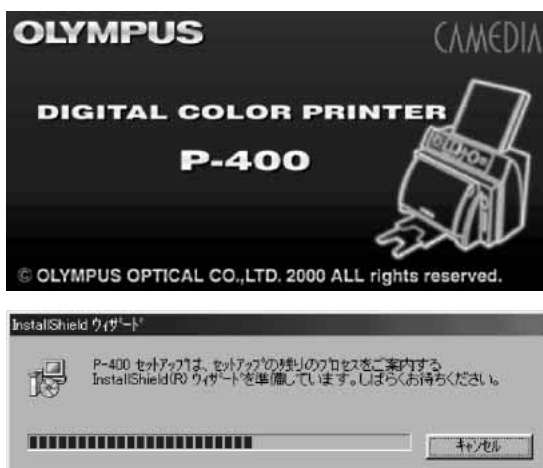 OLYMPUS
CAMEDIA
DIGITAL COLOR PRINTER
P-400
© OLYMPUS OPTICAL CO.,LTD. 2000 ALL rights reserved.
InstallShield ウィザード
P-400 セットアップは、セットアップの残りのプロセスをご案内する
InstallShield(R) ウィザードを準備しています。しばらくお待ちください。
キャンセル